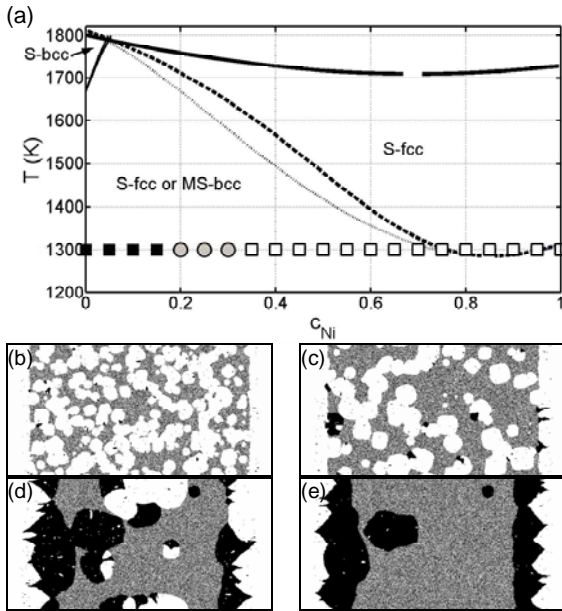 (a)
1800
1700
1600
1500
1400
1300
1200
T (K)
S-bcc
S-fcc
S-fcc or MS-bcc
0 0.2 0.4 0.6 0.8 1
cNi
(b) (c)
(d) (e)